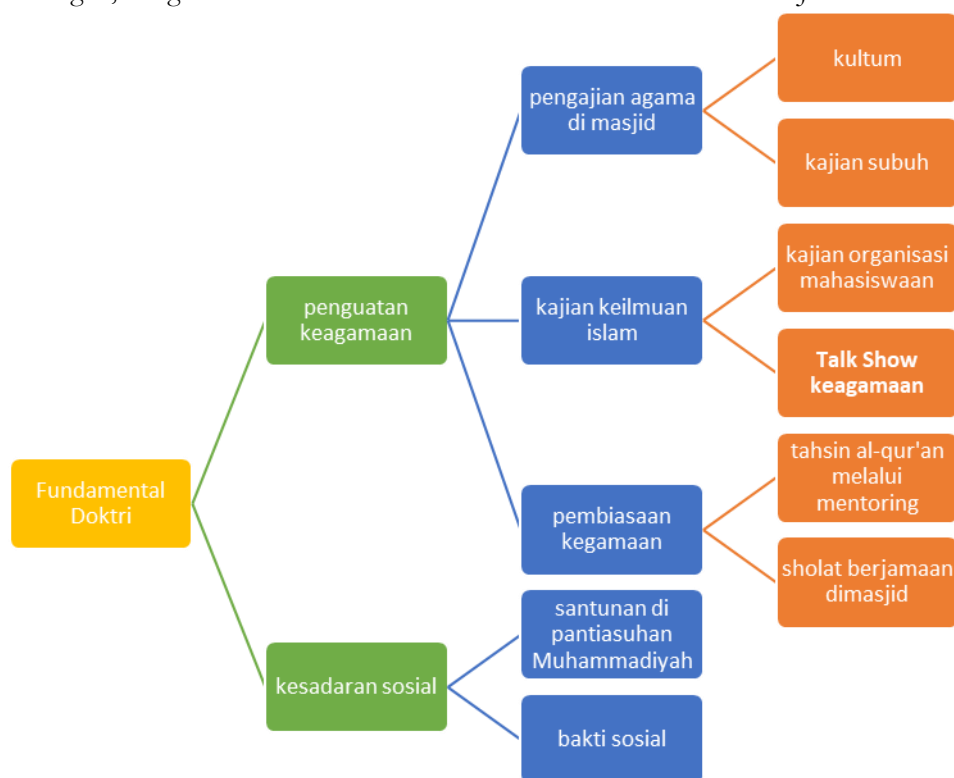 kultum
pengajian agama
di masjid
kajian subuh
kajian organisasi
mahasiswaan
penguatan
keagamaan
kajian keilmuan
islam
Talk Show
keagamaan
tahsin al-qur'an
melalui
mentoring
Fundamental
Doktri
pembiasaan
kegamaan
sholat berjamaan
dimasjid
santunan di
pantiasuhan
Muhammadiyah
kesadaran sosial
bakti sosial